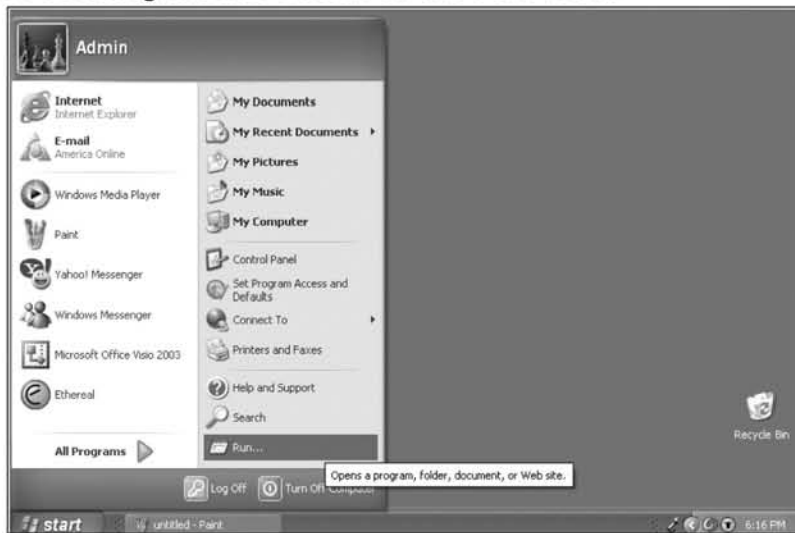 Admin
Internet
Internet Explorer
E-mail
America Online
Windows Media Player
Paint
Yahoo! Messenger
Windows Messenger
Microsoft Office Visio 2003
Ethereal
All Programs
My Documents
My Recent Documents
My Pictures
My Music
My Computer
Control Panel
Set Program Access and
Defaults
Connect To
Printers and Faxes
Help and Support
Search
Run...
Opens a program, folder, document, or Web site.
Log Off
Turn Off Computer
Recycle Bin
start
untitled - Paint
6:16 PM